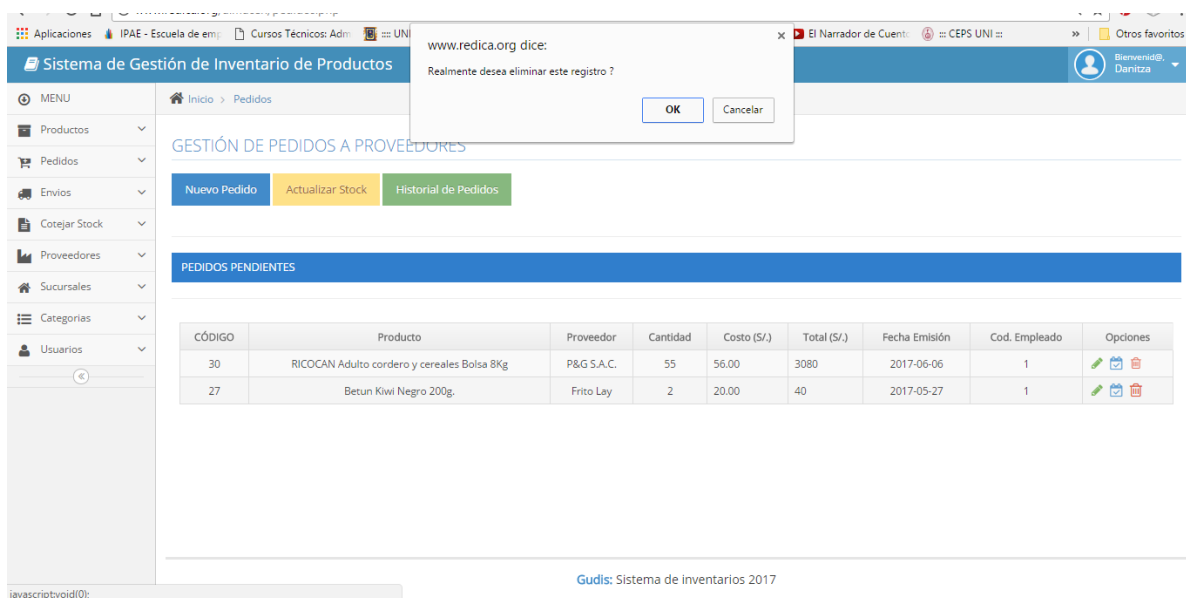 Aplicaciones IPAE - Escuela de emp Cursos Técnicos: Adm UNI El Narrador de Cuento ::: CEPS UNI ::: » Otros favoritos
www.redica.org dice:
Realmente desea eliminar este registro ?
OK Cancelar
Sistema de Gestión de Inventario de Productos
Bienvenid@,
Danitza
MENU
Productos
Pedidos
Envios
Cotejar Stock
Proveedores
Sucursales
Categorias
Usuarios
Inicio > Pedidos
GESTIÓN DE PEDIDOS A PROVEEDORES
Nuevo Pedido Actualizar Stock Historial de Pedidos
PEDIDOS PENDIENTES
CÓDIGO Producto Proveedor Cantidad Costo (S/.) Total (S/.) Fecha Emisión Cod. Empleado Opciones
30 RICOCAN Adulto cordero y cereales Bolsa 8Kg P&G S.A.C. 55 56.00 3080 2017-06-06 1
27 Betun Kiwi Negro 200g. Frito Lay 2 20.00 40 2017-05-27 1
Gudis: Sistema de inventarios 2017
javascript:void(0);